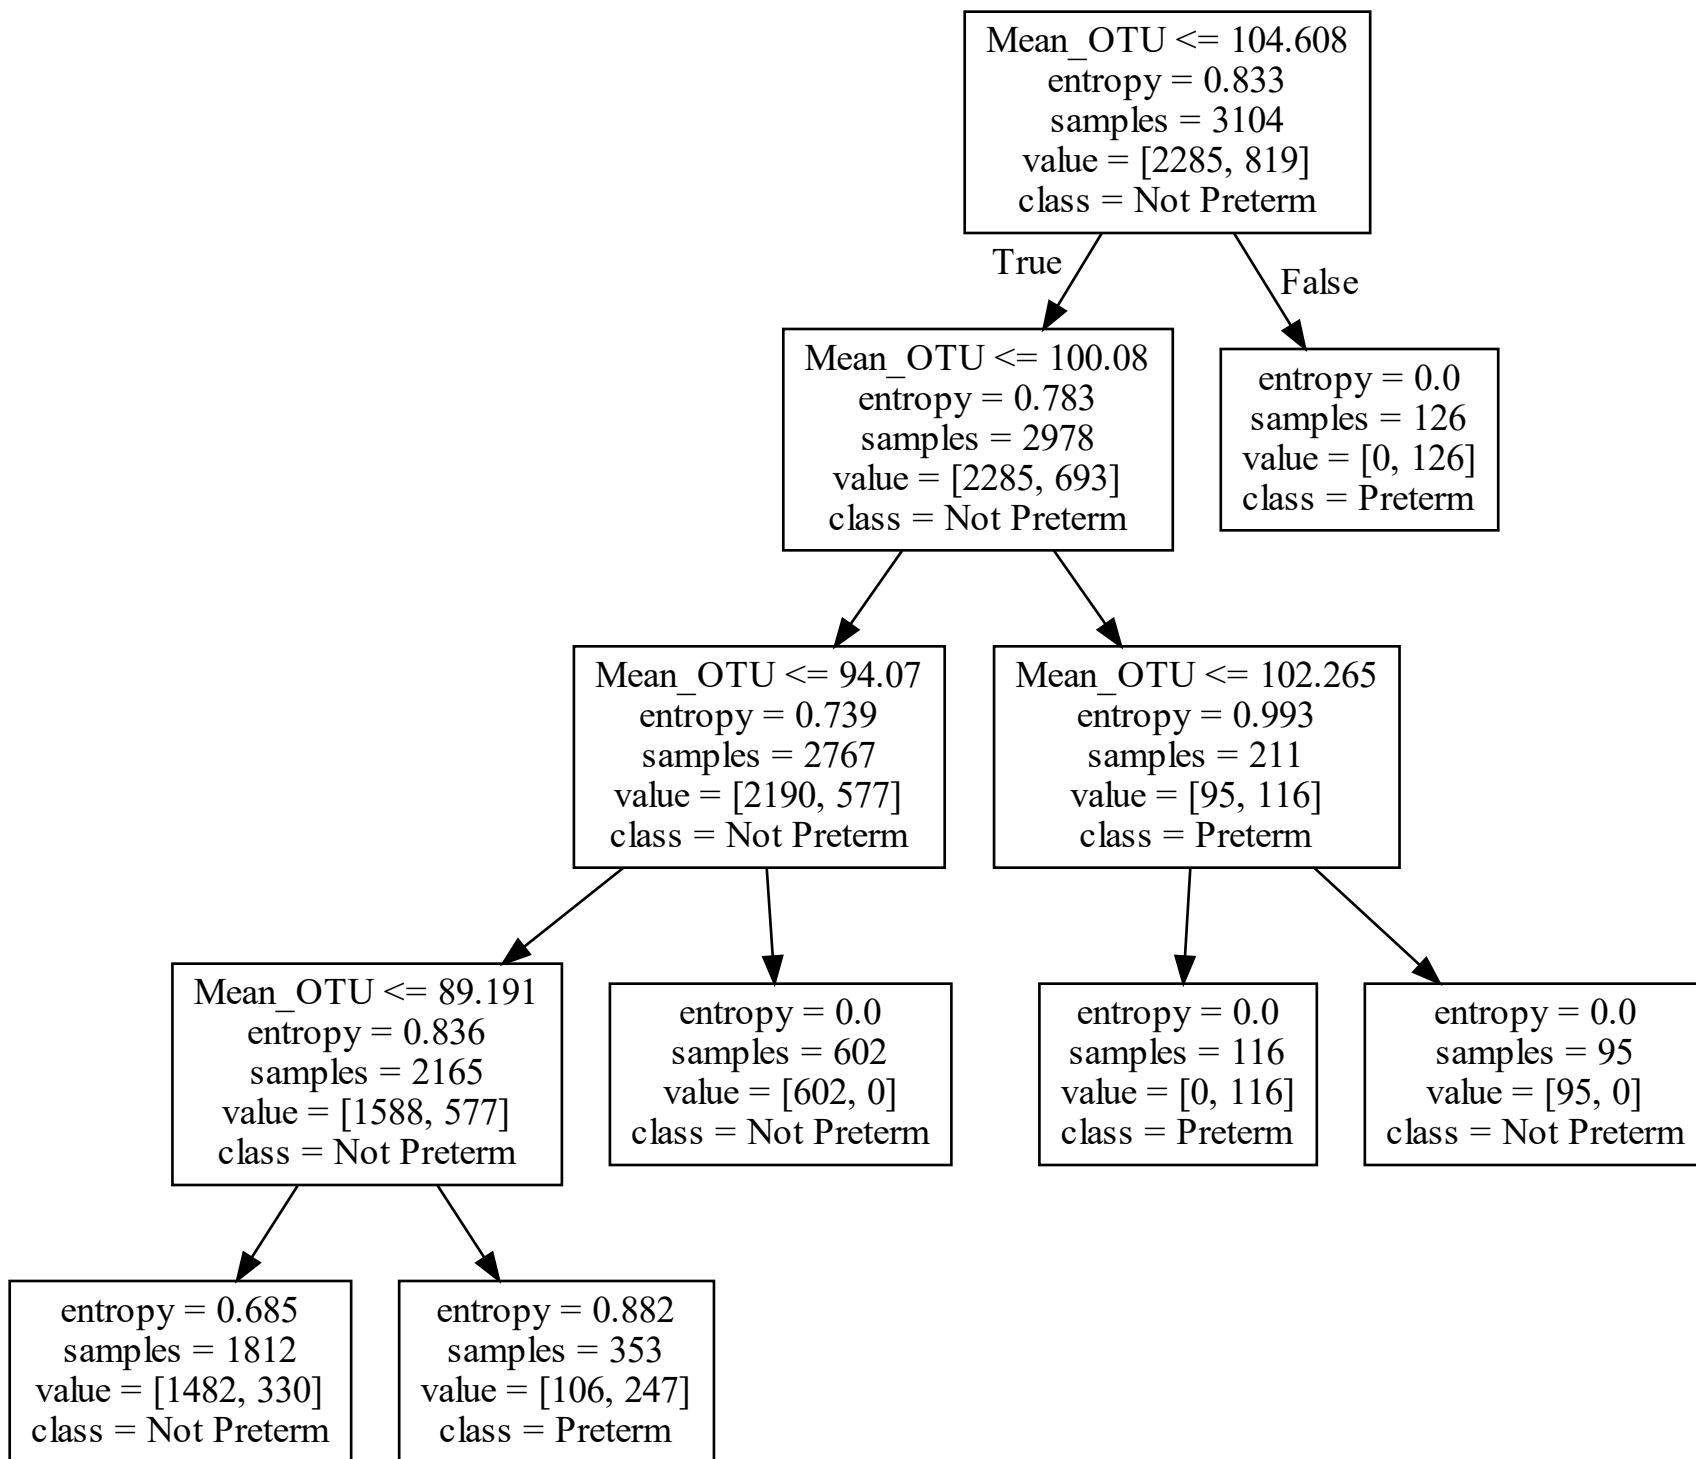 Mean_OTU <= 104.608
entropy = 0.833
samples = 3104
value = [2285, 819]
class = Not Preterm
True
False
Mean_OTU <= 100.08
entropy = 0.783
samples = 2978
value = [2285, 693]
class = Not Preterm
entropy = 0.0
samples = 126
value = [0, 126]
class = Preterm
Mean_OTU <= 94.07
entropy = 0.739
samples = 2767
value = [2190, 577]
class = Not Preterm
Mean_OTU <= 102.265
entropy = 0.993
samples = 211
value = [95, 116]
class = Preterm
Mean_OTU <= 89.191
entropy = 0.836
samples = 2165
value = [1588, 577]
class = Not Preterm
entropy = 0.0
samples = 602
value = [602, 0]
class = Not Preterm
entropy = 0.0
samples = 116
value = [0, 116]
class = Preterm
entropy = 0.0
samples = 95
value = [95, 0]
class = Not Preterm
entropy = 0.685
samples = 1812
value = [1482, 330]
class = Not Preterm
entropy = 0.882
samples = 353
value = [106, 247]
class = Preterm